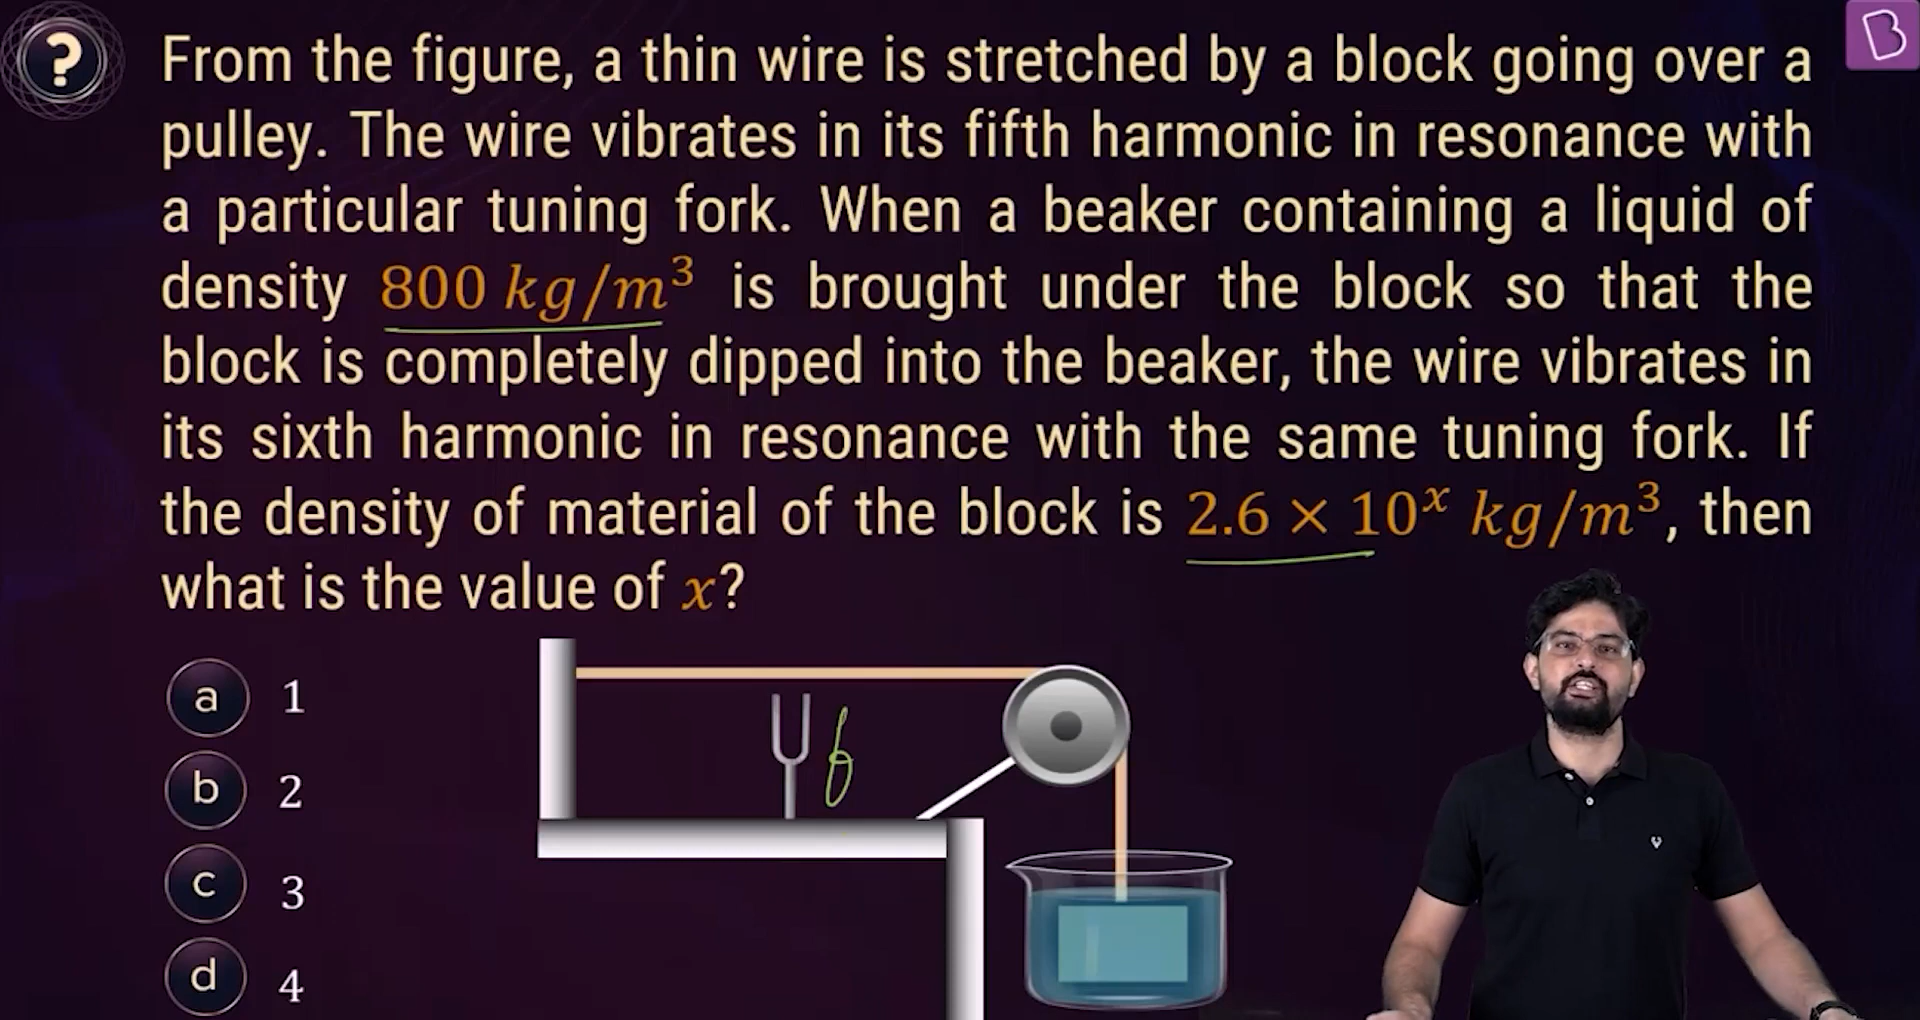 ?
From the figure, a thin wire is stretched by a block going over a
pulley. The wire vibrates in its fifth harmonic in resonance with
a particular tuning fork. When a beaker containing a liquid of
density 800 kg/m³ is brought under the block so that the
block is completely dipped into the beaker, the wire vibrates in
its sixth harmonic in resonance with the same tuning fork. If
the density of material of the block is 2.6 × 10ˣ kg/m³, then
what is the value of x?
a 1
b 2
c 3
d 4
f
B